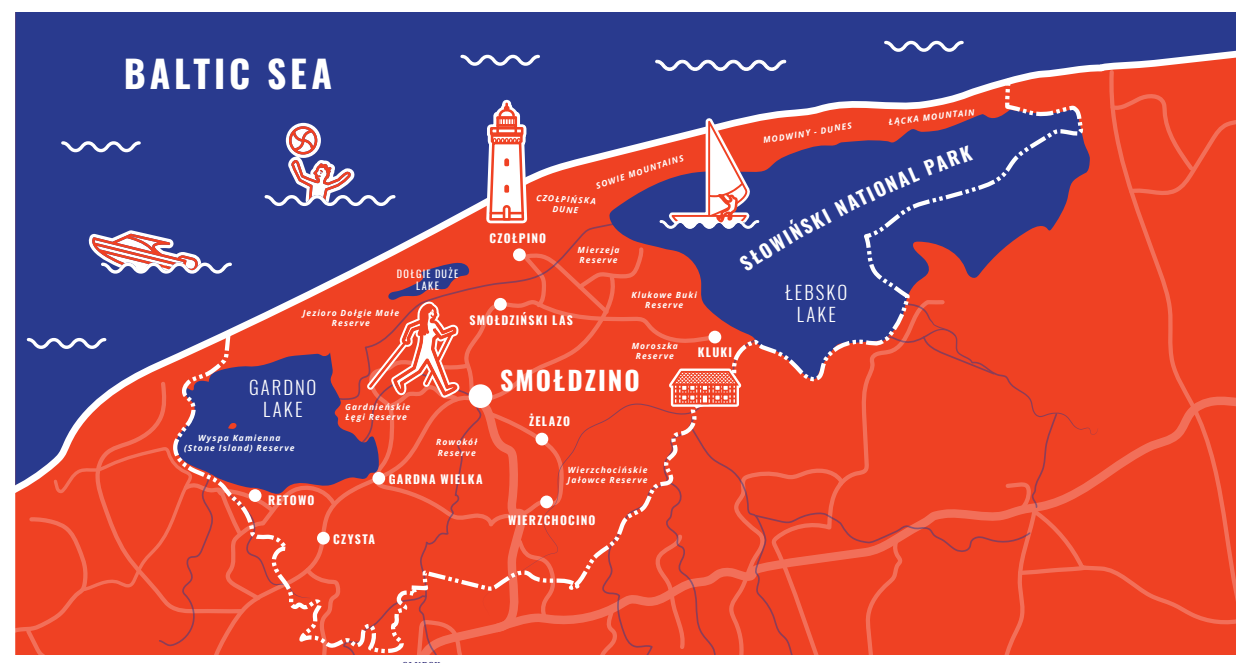 BALTIC SEA
ŁĄCKA MOUNTAIN
MODWINY - DUNES
SOWIE MOUNTAINS
CZOŁPIŃSKA
DUNE
SŁOWIŃSKI NATIONAL PARK
CZOŁPINO
Mierzeja
Reserve
DOŁGIE DUŻE
LAKE
ŁEBSKO
LAKE
Klukowe Buki
Reserve
Jezioro Dołgie Małe
Reserve
SMOŁDZIŃSKI LAS
Moroszka
Reserve
KLUKI
GARDNO
LAKE
SMOŁDZINO
Gardnieńskie
Łęgi Reserve
ŻELAZO
Wyspa Kamienna
(Stone Island) Reserve
Rowokół
Reserve
Wierzchocińskie
Jałowce Reserve
GARDNA WIELKA
RETOWO
WIERZCHOCINO
CZYSTA